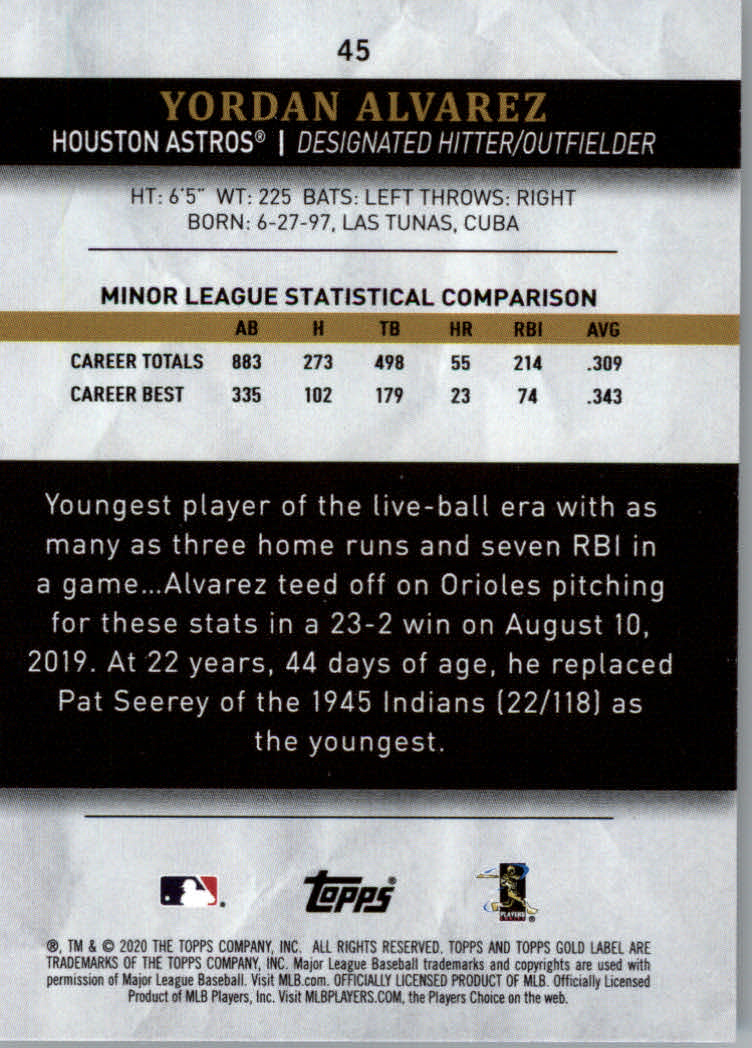 45
YORDAN ALVAREZ
HOUSTON ASTROS® | DESIGNATED HITTER/OUTFIELDER
HT: 6'5" WT: 225 BATS: LEFT THROWS: RIGHT
BORN: 6-27-97, LAS TUNAS, CUBA
MINOR LEAGUE STATISTICAL COMPARISON
AB H TB HR RBI AVG
CAREER TOTALS 883 273 498 55 214 .309
CAREER BEST 335 102 179 23 74 .343
Youngest player of the live-ball era with as
many as three home runs and seven RBI in
a game...Alvarez teed off on Orioles pitching
for these stats in a 23-2 win on August 10,
2019. At 22 years, 44 days of age, he replaced
Pat Seerey of the 1945 Indians (22/118) as
the youngest.
Topps®
PLAYERS ®
®, TM & © 2020 THE TOPPS COMPANY, INC. ALL RIGHTS RESERVED. TOPPS AND TOPPS GOLD LABEL ARE
TRADEMARKS OF THE TOPPS COMPANY, INC. Major League Baseball trademarks and copyrights are used with
permission of Major League Baseball. Visit MLB.com. OFFICIALLY LICENSED PRODUCT OF MLB. Officially Licensed
Product of MLB Players, Inc. Visit MLBPLAYERS.COM, the Players Choice on the web.